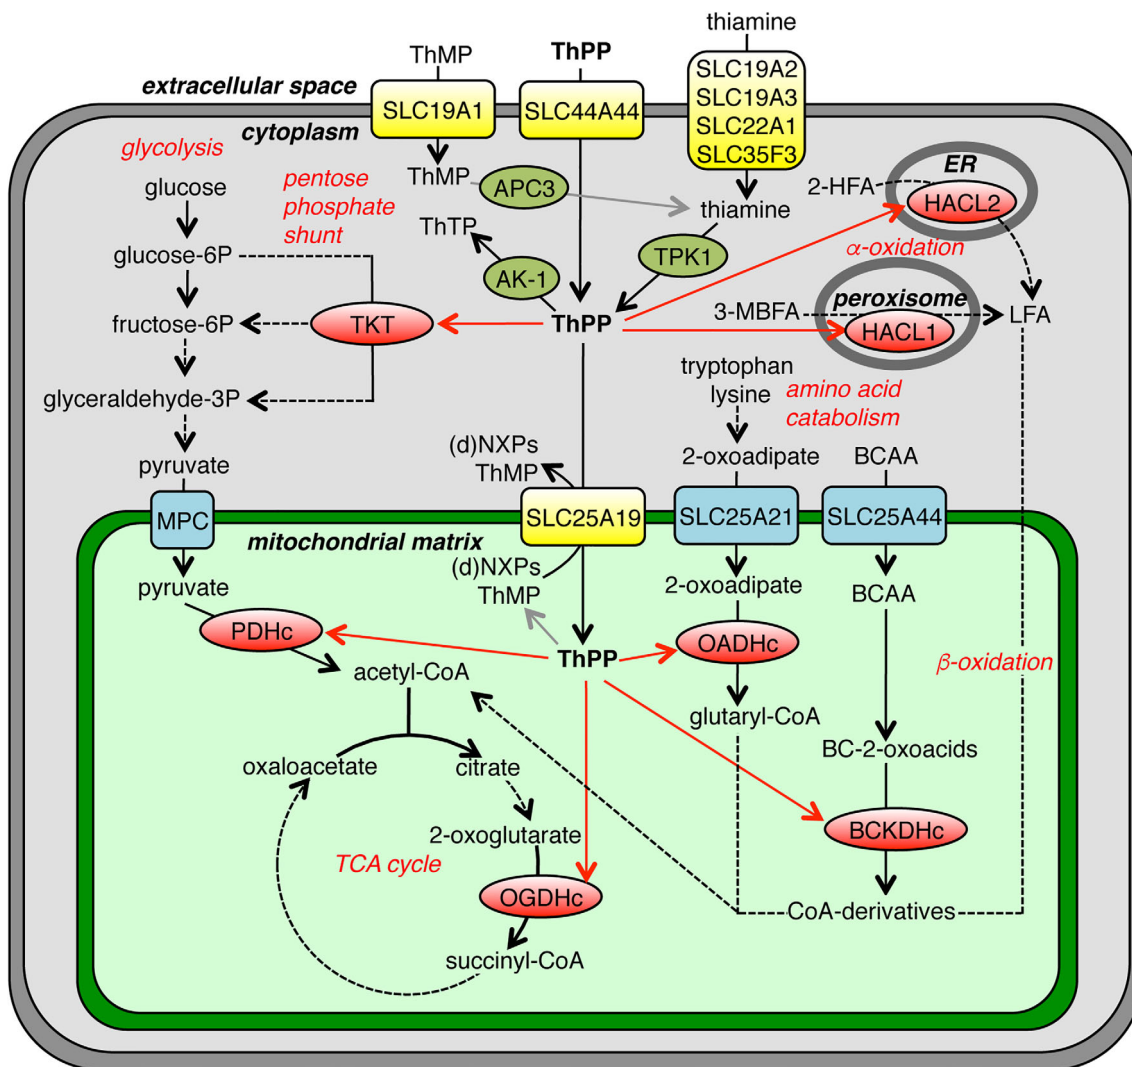 thiamine
ThMP
ThPP
SLC19A2
SLC19A3
SLC22A1
SLC35F3
extracellular space
SLC19A1
SLC44A44
cytoplasm
glycolysis
glucose
pentose
phosphate
shunt
ThMP
APC3
thiamine
2-HFA
ER
HACL2
ThTP
AK-1
TPK1
α-oxidation
glucose-6P
fructose-6P
TKT
ThPP
3-MBFA
peroxisome
HACL1
LFA
glyceraldehyde-3P
tryptophan
lysine
amino acid
catabolism
pyruvate
(d)NXPs
ThMP
2-oxoadipate
BCAA
MPC
SLC25A19
SLC25A21
SLC25A44
mitochondrial matrix
pyruvate
(d)NXPs
ThMP
2-oxoadipate
BCAA
PDHc
ThPP
OADHc
β-oxidation
acetyl-CoA
glutaryl-CoA
BC-2-oxoacids
oxaloacetate
citrate
2-oxoglutarate
BCKDHc
TCA cycle
OGDHc
CoA-derivatives
succinyl-CoA